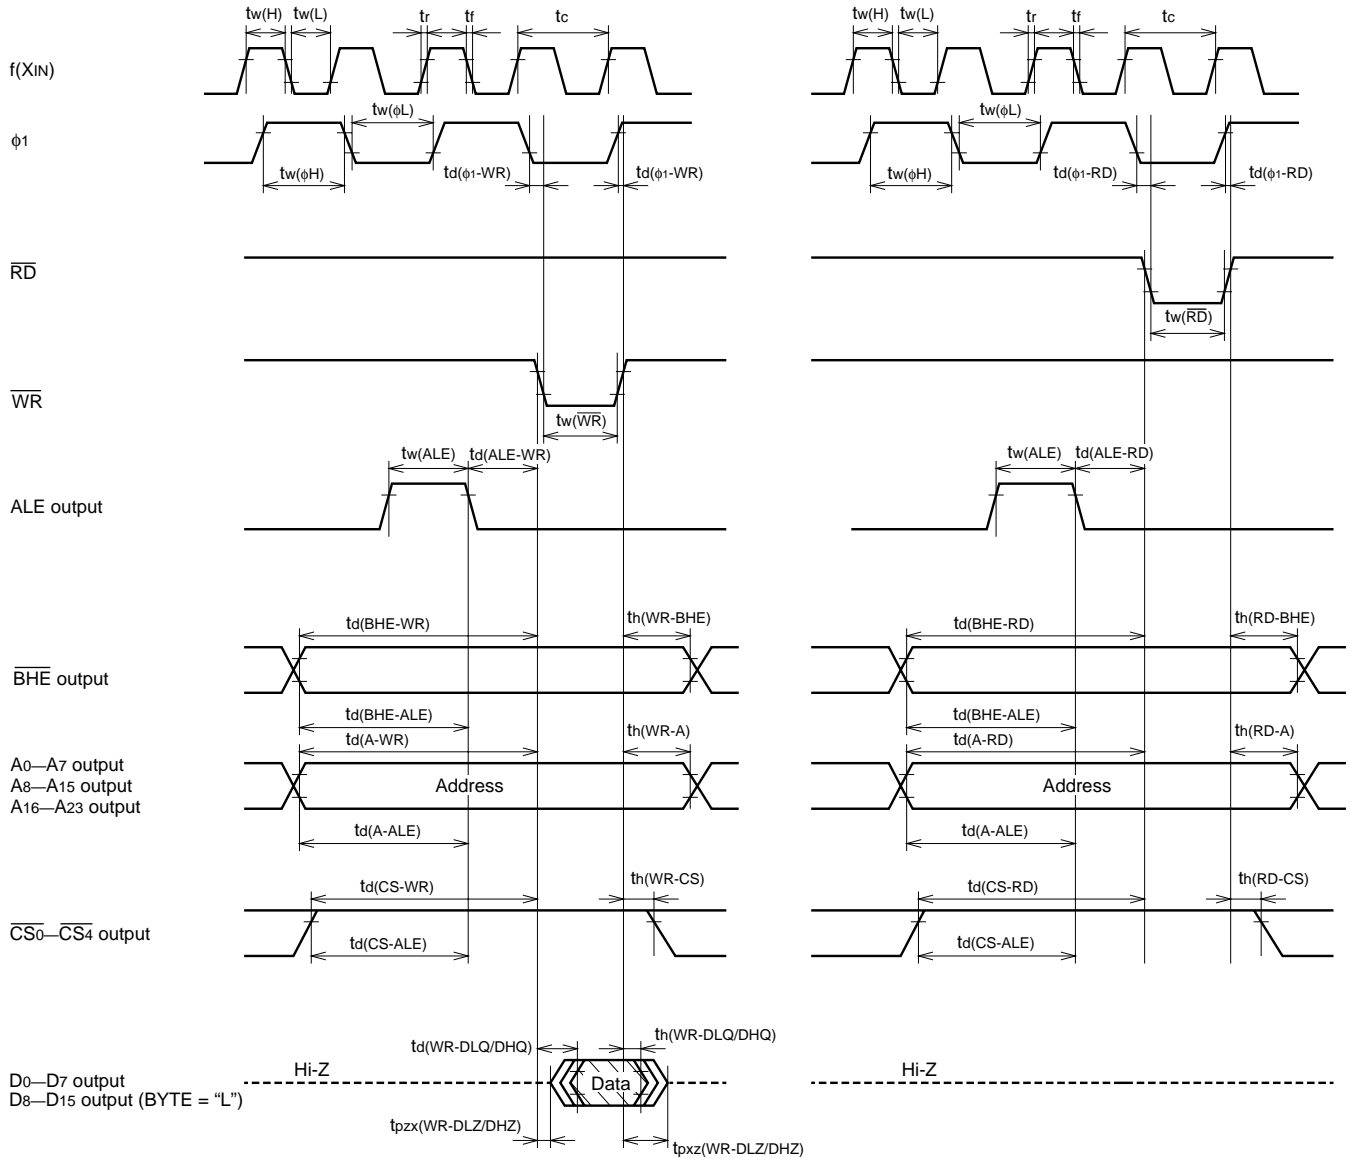 tw(H) tw(L) tr tf tc tw(H) tw(L) tr tf tc
f(XIN)
tw(ϕL) tw(ϕL)
ϕ1
tw(ϕH) td(ϕ1-WR) td(ϕ1-WR) tw(ϕH) td(ϕ1-RD) td(ϕ1-RD)
RD
tw(RD)
WR
tw(WR)
tw(ALE) td(ALE-WR) tw(ALE) td(ALE-RD)
ALE output
td(BHE-WR) th(WR-BHE) td(BHE-RD) th(RD-BHE)
BHE output
td(BHE-ALE) td(BHE-ALE)
td(A-WR) th(WR-A) td(A-RD) th(RD-A)
A0—A7 output
A8—A15 output Address Address
A16—A23 output
td(A-ALE) td(A-ALE)
td(CS-WR) th(WR-CS) td(CS-RD) th(RD-CS)
CS0—CS4 output
td(CS-ALE) td(CS-ALE)
td(WR-DLQ/DHQ) th(WR-DLQ/DHQ)
Hi-Z Hi-Z
D0—D7 output Data
D8—D15 output (BYTE = “L”)
tpzx(WR-DLZ/DHZ)
tpxz(WR-DLZ/DHZ)